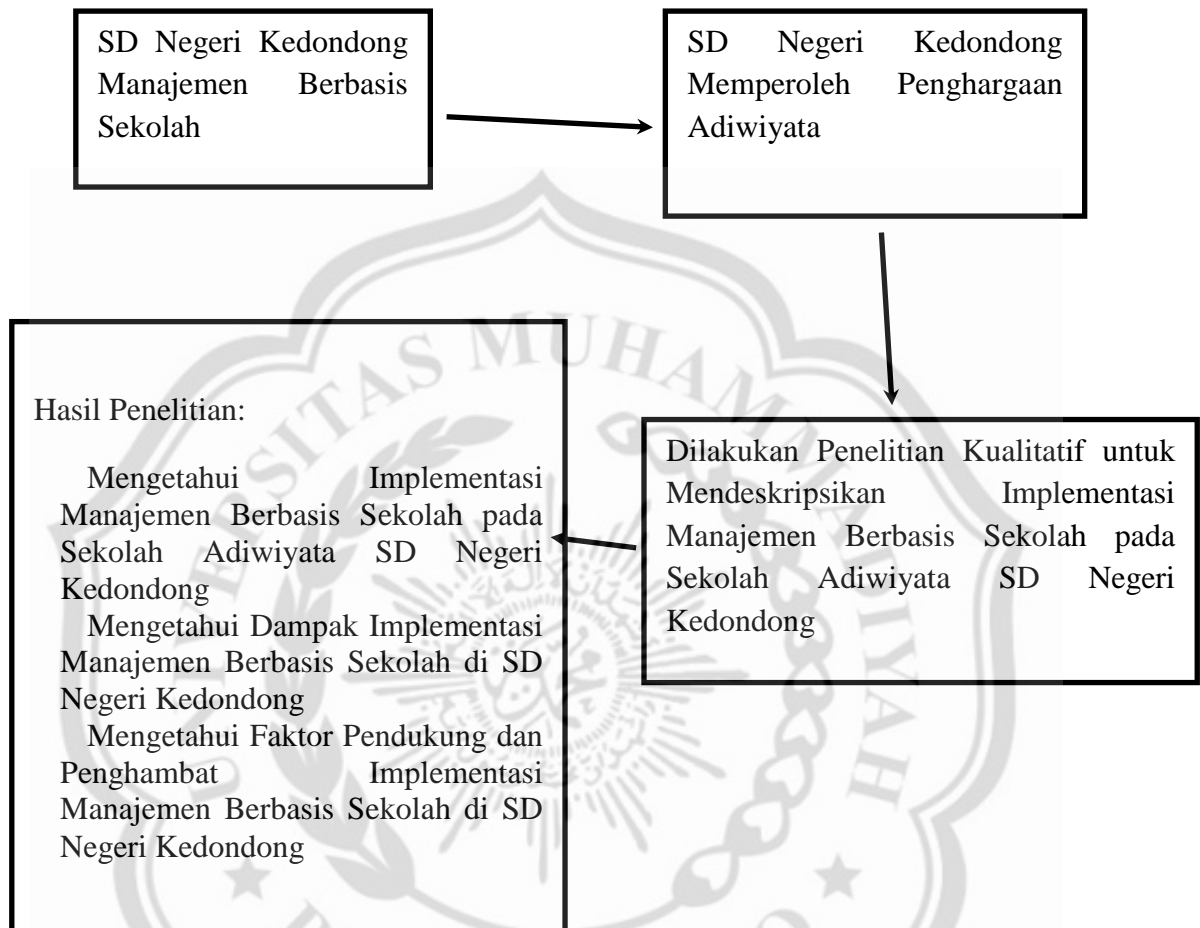 SD Negeri Kedondong
Manajemen Berbasis
Sekolah
SD Negeri Kedondong
Memperoleh Penghargaan
Adiwiyata
Dilakukan Penelitian Kualitatif untuk
Mendeskripsikan Implementasi
Manajemen Berbasis Sekolah pada
Sekolah Adiwiyata SD Negeri
Kedondong
Hasil Penelitian:
Mengetahui Implementasi
Manajemen Berbasis Sekolah pada
Sekolah Adiwiyata SD Negeri
Kedondong
Mengetahui Dampak Implementasi
Manajemen Berbasis Sekolah di SD
Negeri Kedondong
Mengetahui Faktor Pendukung dan
Penghambat Implementasi
Manajemen Berbasis Sekolah di SD
Negeri Kedondong
UNIVERSITAS MUHAMMADIYAH